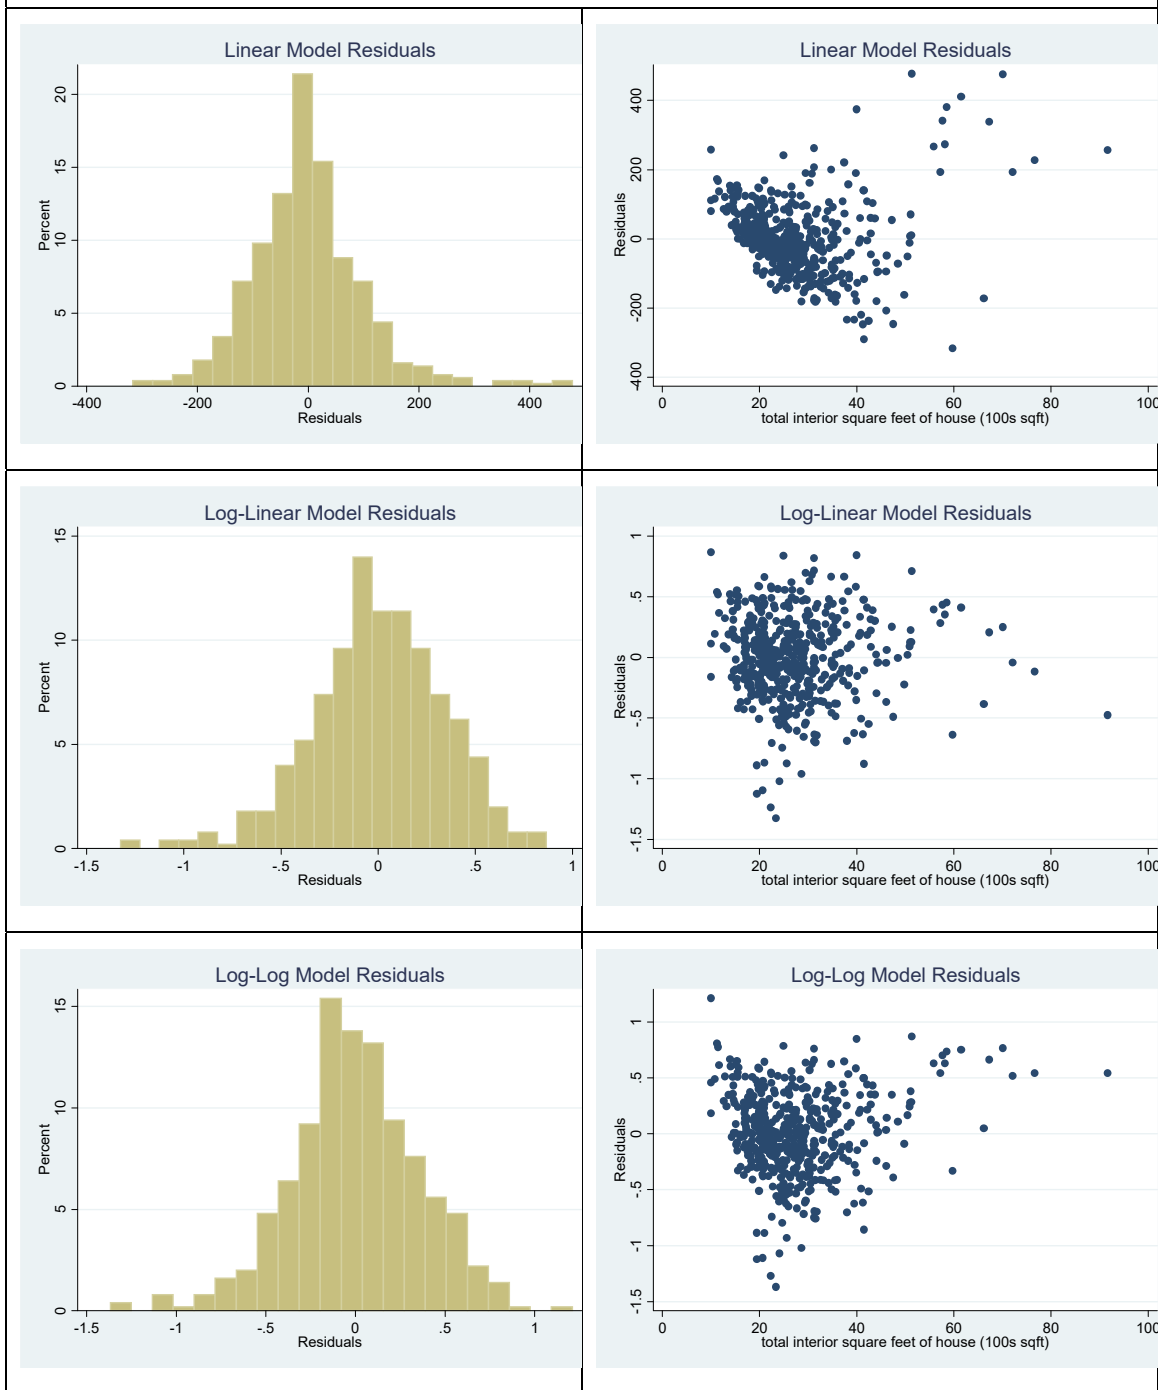 Linear Model Residuals
Percent
20
15
10
5
0
-400 -200 0 200 400
Residuals
Linear Model Residuals
Residuals
400
200
0
-200
-400
0 20 40 60 80 100
total interior square feet of house (100s sqft)
Log-Linear Model Residuals
Percent
15
10
5
0
-1.5 -1 -.5 0 .5 1
Residuals
Log-Linear Model Residuals
Residuals
1
.5
0
-.5
-1
-1.5
0 20 40 60 80 100
total interior square feet of house (100s sqft)
Log-Log Model Residuals
Percent
15
10
5
0
-1.5 -1 -.5 0 .5 1
Residuals
Log-Log Model Residuals
Residuals
1
.5
0
-.5
-1
-1.5
0 20 40 60 80 100
total interior square feet of house (100s sqft)